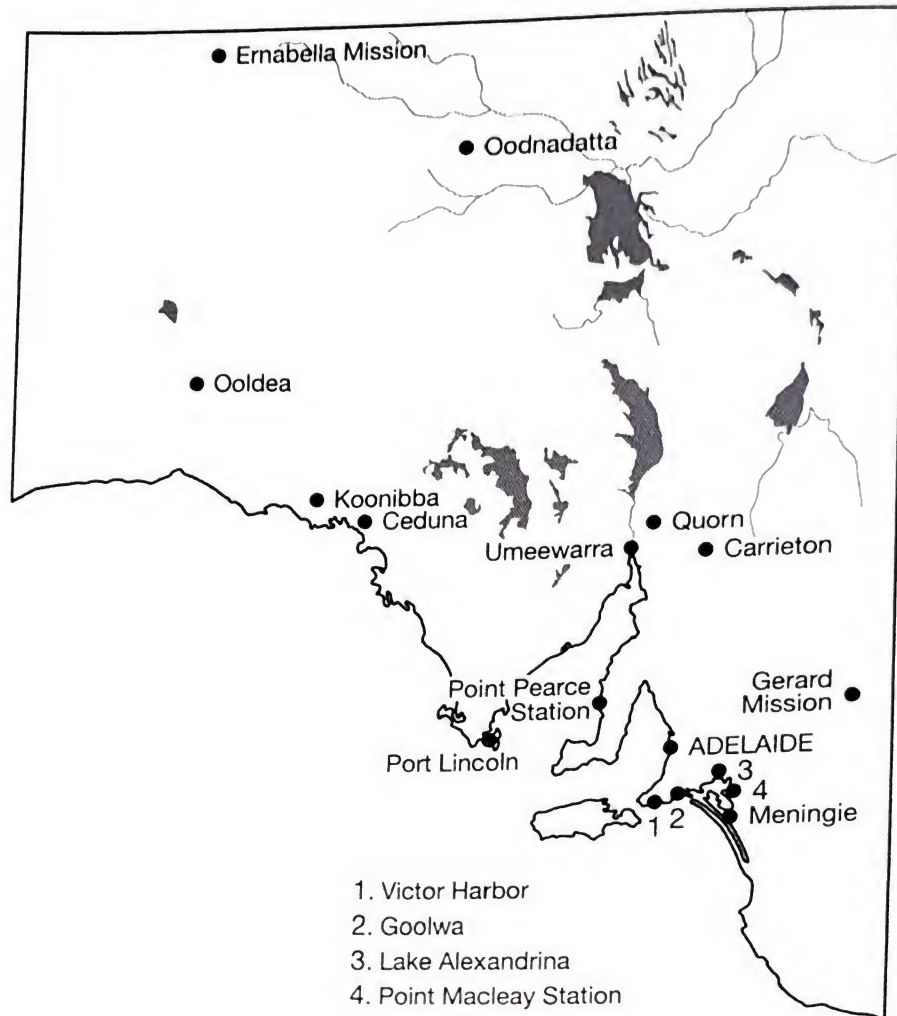 Ernabella Mission
Oodnadatta
Ooldea
Koonibba
Ceduna
Quorn
Umeewarra
Carrieton
Point Pearce
Station
Gerard
Mission
Port Lincoln
ADELAIDE
3
4
Meningie
1
2
1. Victor Harbor
2. Goolwa
3. Lake Alexandrina
4. Point Macleay Station